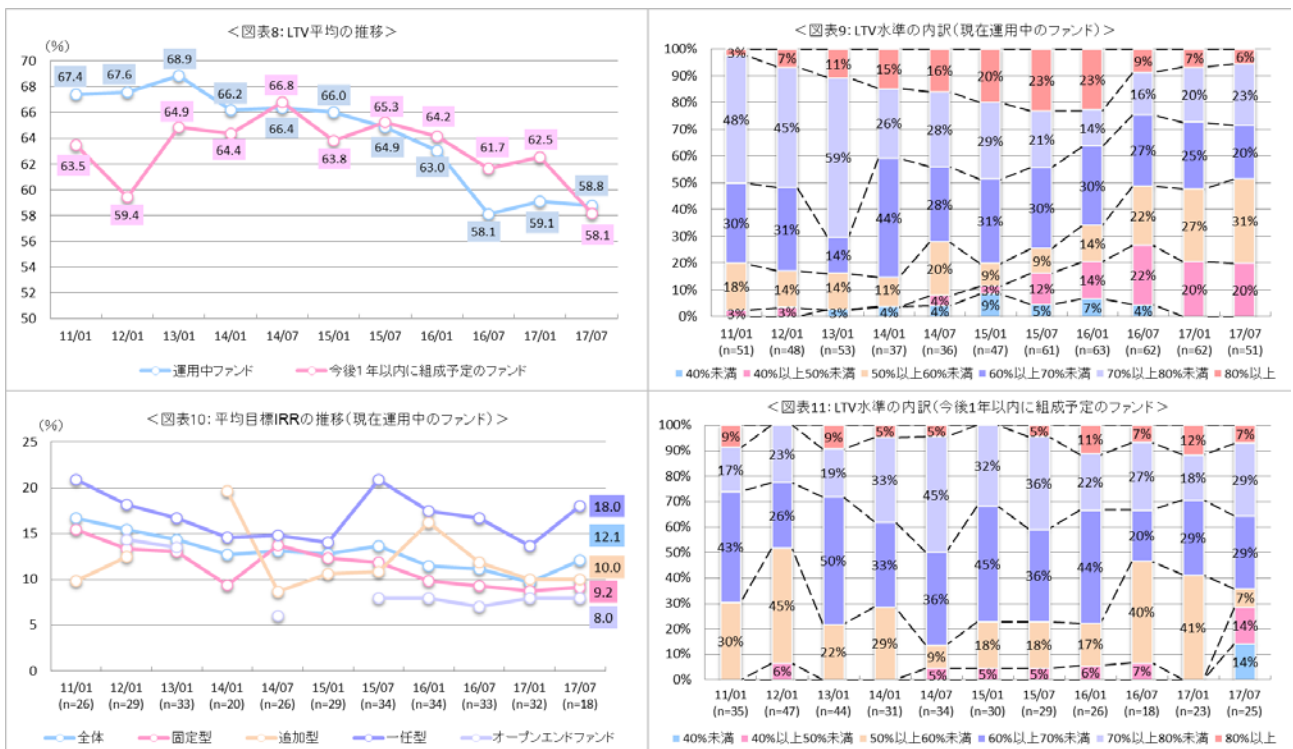 ＜図表8：LTV平均の推移＞
(%)
70
68
66
64
62
60
58
56
54
52
50
67.4
67.6
68.9
66.2
66.4
66.0
64.9
63.0
58.1
59.1
58.8
63.5
59.4
64.9
64.4
66.8
63.8
65.3
64.2
61.7
62.5
58.1
11/01 12/01 13/01 14/01 14/07 15/01 15/07 16/01 16/07 17/01 17/07
運用中ファンド 今後1年以内に組成予定のファンド
＜図表9：LTV水準の内訳（現在運用中のファンド）＞
100%
90%
80%
70%
60%
50%
40%
30%
20%
10%
0%
3% 7% 11% 15% 16% 20% 23% 23% 9% 7% 6%
48% 45% 59% 26% 28% 29% 21% 14% 16% 20% 23%
30% 31% 14% 44% 28% 31% 30% 30% 27% 25% 20%
18% 14% 14% 11% 20% 9% 9% 14% 22% 27% 31%
3% 3% 4% 3% 12% 14% 22% 20% 20%
3% 4% 4% 9% 5% 7% 4%
11/01 12/01 13/01 14/01 14/07 15/01 15/07 16/01 16/07 17/01 17/07
(n=51) (n=48) (n=53) (n=37) (n=36) (n=47) (n=61) (n=63) (n=62) (n=62) (n=51)
40%未満 40%以上50%未満 50%以上60%未満 60%以上70%未満 70%以上80%未満 80%以上
＜図表10：平均目標IRRの推移（現在運用中のファンド）＞
(%)
25
20
15
10
5
0
18.0
12.1
10.0
9.2
8.0
11/01 12/01 13/01 14/01 14/07 15/01 15/07 16/01 16/07 17/01 17/07
(n=26) (n=29) (n=33) (n=20) (n=26) (n=29) (n=34) (n=34) (n=33) (n=32) (n=18)
全体 固定型 追加型 一任型 オープンエンドファンド
＜図表11：LTV水準の内訳（今後1年以内に組成予定のファンド＞
100%
90%
80%
70%
60%
50%
40%
30%
20%
10%
0%
9% 9% 5% 5% 5% 11% 7% 12% 7%
17% 23% 19% 33% 45% 32% 36% 22% 27% 18% 29%
43% 26% 50% 33% 36% 45% 36% 44% 20% 29% 29%
30% 45% 22% 29% 9% 18% 18% 17% 40% 41% 7%
6% 5% 5% 5% 6% 7% 14%
14%
11/01 12/01 13/01 14/01 14/07 15/01 15/07 16/01 16/07 17/01 17/07
(n=35) (n=47) (n=44) (n=31) (n=34) (n=30) (n=29) (n=26) (n=18) (n=23) (n=25)
40%未満 40%以上50%未満 50%以上60%未満 60%以上70%未満 70%以上80%未満 80%以上